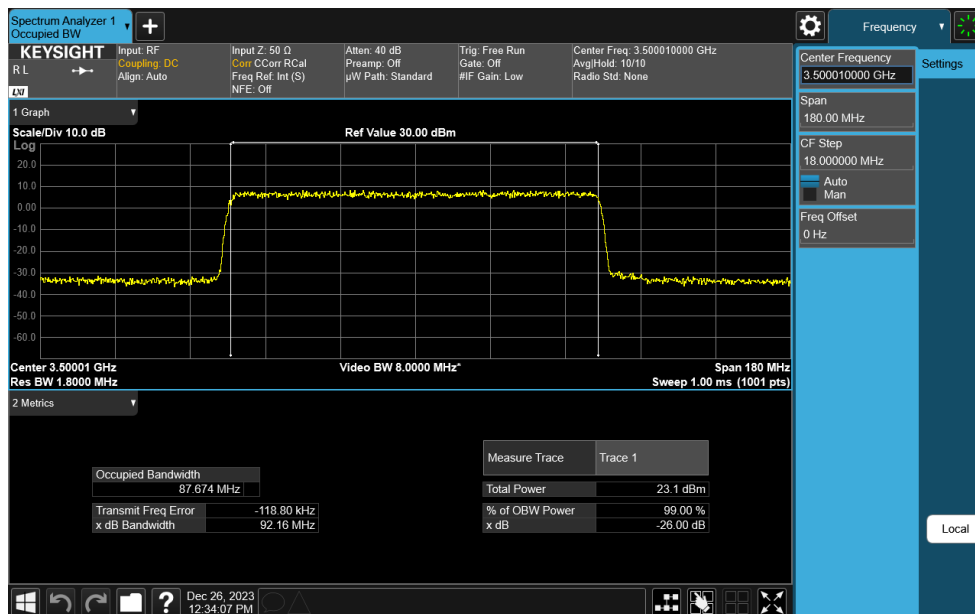 Spectrum Analyzer 1
Occupied BW
Frequency
KEYSIGHT
R L
LXI
Input: RF
Coupling: DC
Align: Auto
Input Z: 50 Ω
Corr CCorr RCal
Freq Ref: Int (S)
NFE: Off
Atten: 40 dB
Preamp: Off
µW Path: Standard
Trig: Free Run
Gate: Off
#IF Gain: Low
Center Freq: 3.500010000 GHz
Avg|Hold: 10/10
Radio Std: None
Center Frequency
3.500010000 GHz
Settings
Span
180.00 MHz
CF Step
18.000000 MHz
Auto
Man
Freq Offset
0 Hz
1 Graph
Scale/Div 10.0 dB
Ref Value 30.00 dBm
Log
20.0
10.0
0.00
-10.0
-20.0
-30.0
-40.0
-50.0
-60.0
Center 3.50001 GHz
Video BW 8.0000 MHz*
Span 180 MHz
Res BW 1.8000 MHz
Sweep 1.00 ms (1001 pts)
2 Metrics
Measure Trace Trace 1
Occupied Bandwidth
87.674 MHz
Total Power 23.1 dBm
Transmit Freq Error -118.80 kHz
% of OBW Power 99.00 %
x dB Bandwidth 92.16 MHz
x dB -26.00 dB
Local
?
Dec 26, 2023
12:34:07 PM